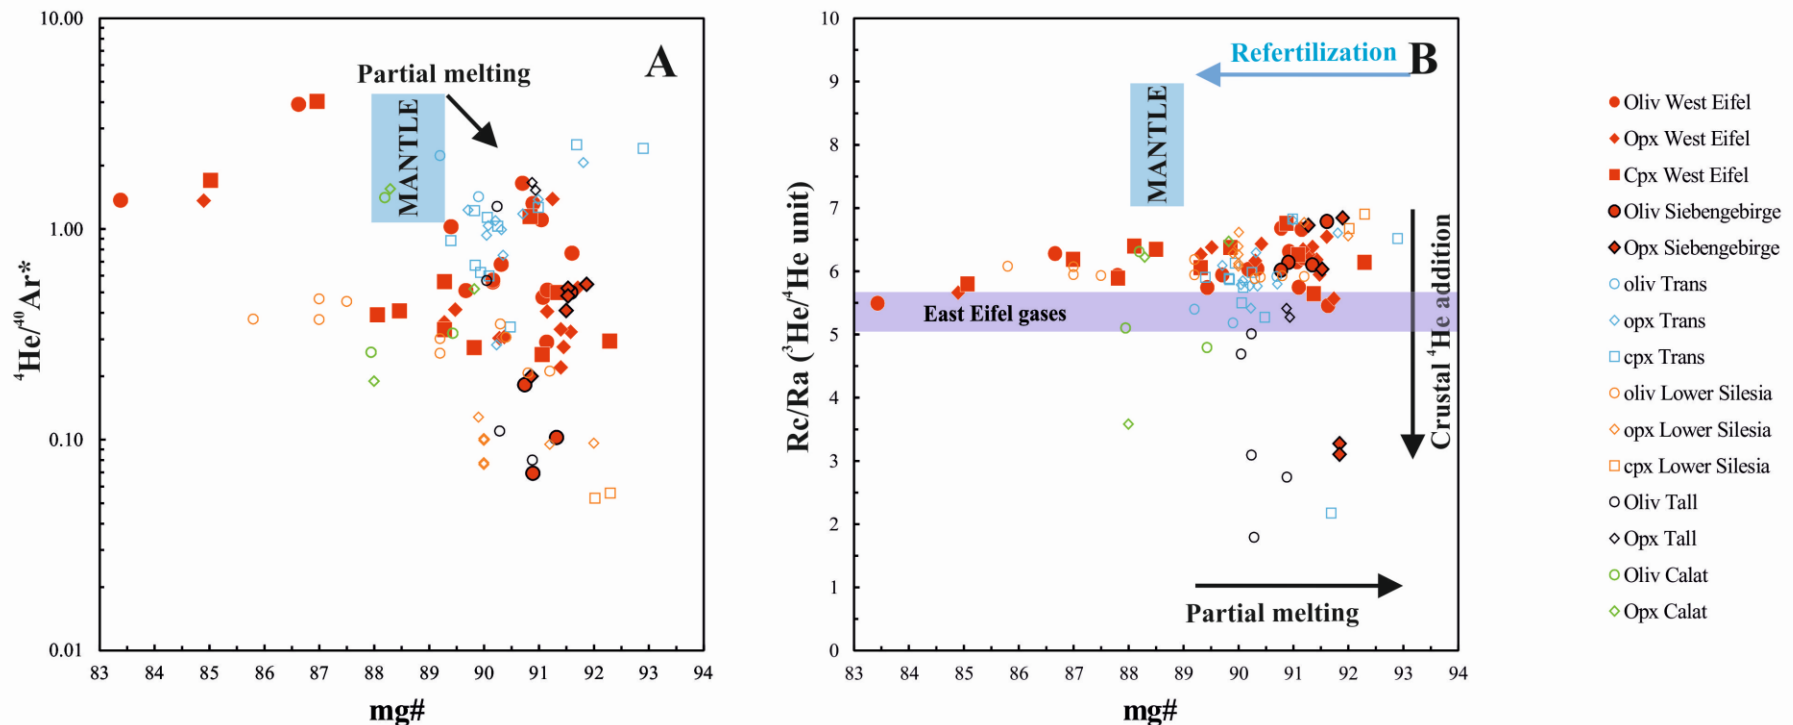 10.00
1.00
0.10
0.01
⁴He/⁴⁰Ar*
Partial melting
A
MANTLE
83 84 85 86 87 88 89 90 91 92 93 94
mg#
10
9
8
7
6
5
4
3
2
1
0
Rc/Ra (³He/⁴He unit)
Refertilization
B
MANTLE
East Eifel gases
Crustal ⁴He addition
Partial melting
83 84 85 86 87 88 89 90 91 92 93 94
mg#
Oliv West Eifel
Opx West Eifel
Cpx West Eifel
Oliv Siebengebirge
Opx Siebengebirge
oliv Trans
opx Trans
cpx Trans
oliv Lower Silesia
opx Lower Silesia
cpx Lower Silesia
Oliv Tall
Opx Tall
Oliv Calat
Opx Calat